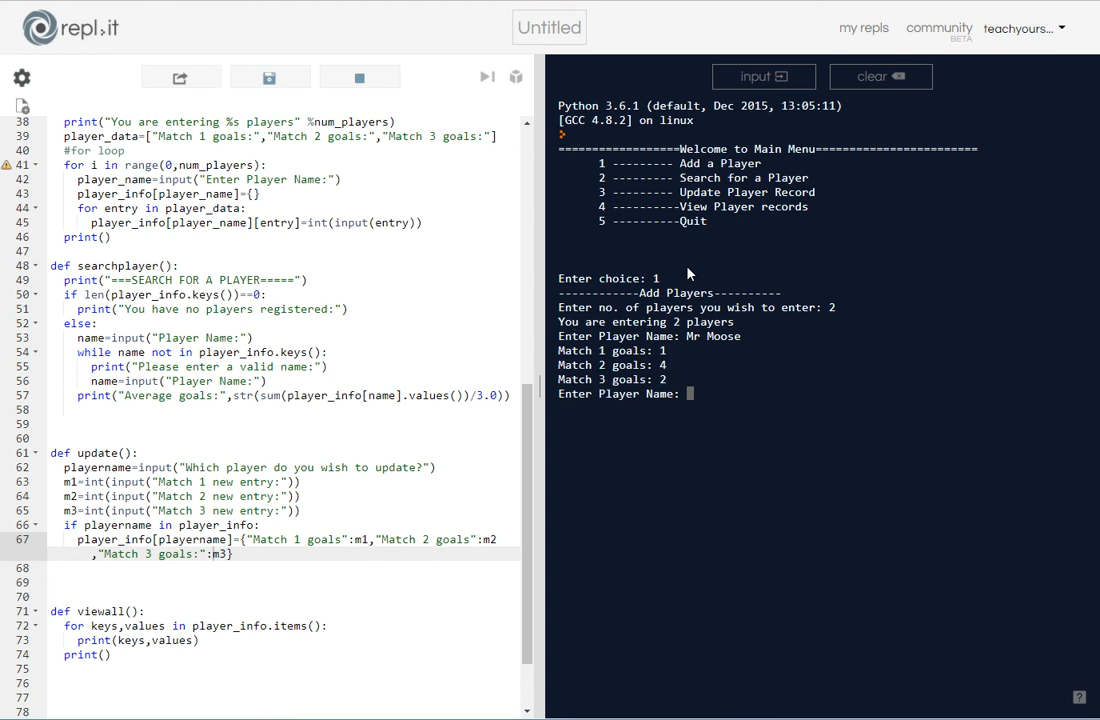 repl.it
Untitled
my repls
community
BETA
teachyours...
38 print("You are entering %s players" %num_players)
39 player_data=["Match 1 goals:","Match 2 goals:","Match 3 goals:"]
40 #for loop
41 for i in range(0,num_players):
42 player_name=input("Enter Player Name:")
43 player_info[player_name]={}
44 for entry in player_data:
45 player_info[player_name][entry]=int(input(entry))
46 print()
47
48 def searchplayer():
49 print("===SEARCH FOR A PLAYER=====")
50 if len(player_info.keys())==0:
51 print("You have no players registered:")
52 else:
53 name=input("Player Name:")
54 while name not in player_info.keys():
55 print("Please enter a valid name:")
56 name=input("Player Name:")
57 print("Average goals:",str(sum(player_info[name].values())/3.0))
58
59
60
61 def update():
62 playername=input("Which player do you wish to update?")
63 m1=int(input("Match 1 new entry:"))
64 m2=int(input("Match 2 new entry:"))
65 m3=int(input("Match 3 new entry:"))
66 if playername in player_info:
67 player_info[playername]={"Match 1 goals":m1,"Match 2 goals":m2
,"Match 3 goals:":m3}
68
69
70
71 def viewall():
72 for keys,values in player_info.items():
73 print(keys,values)
74 print()
75
76
77
78
input
clear
Python 3.6.1 (default, Dec 2015, 13:05:11)
[GCC 4.8.2] on linux
==================Welcome to Main Menu========================
1 --------- Add a Player
2 --------- Search for a Player
3 --------- Update Player Record
4 ----------View Player records
5 ----------Quit
Enter choice: 1
------------Add Players----------
Enter no. of players you wish to enter: 2
You are entering 2 players
Enter Player Name: Mr Moose
Match 1 goals: 1
Match 2 goals: 4
Match 3 goals: 2
Enter Player Name:
?